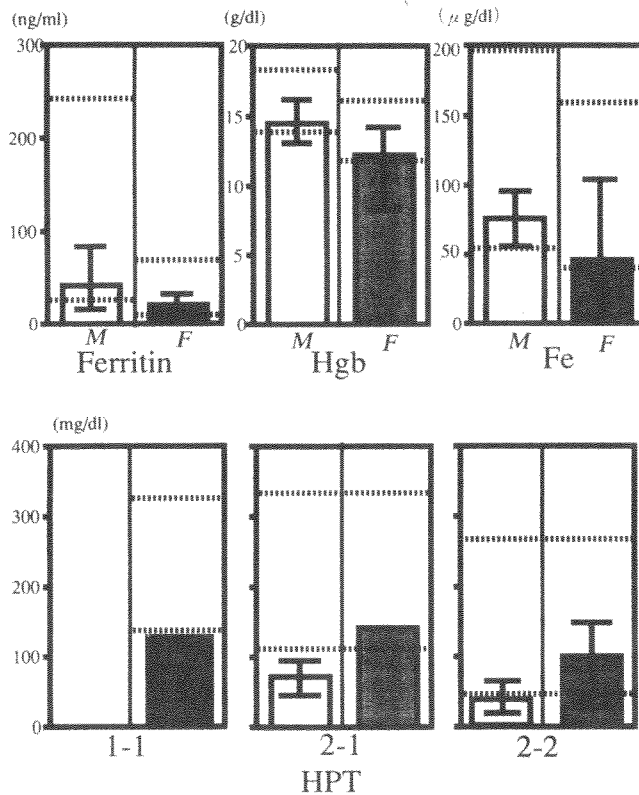 (ng/ml) (g/dl) (μ g/dl)
300 20 200
200 15 150
10 100
100 5 50
0 0 0
M F M F M F
Ferritin Hgb Fe
(mg/dl)
400
300
200
100
0
1-1 2-1 2-2
HPT